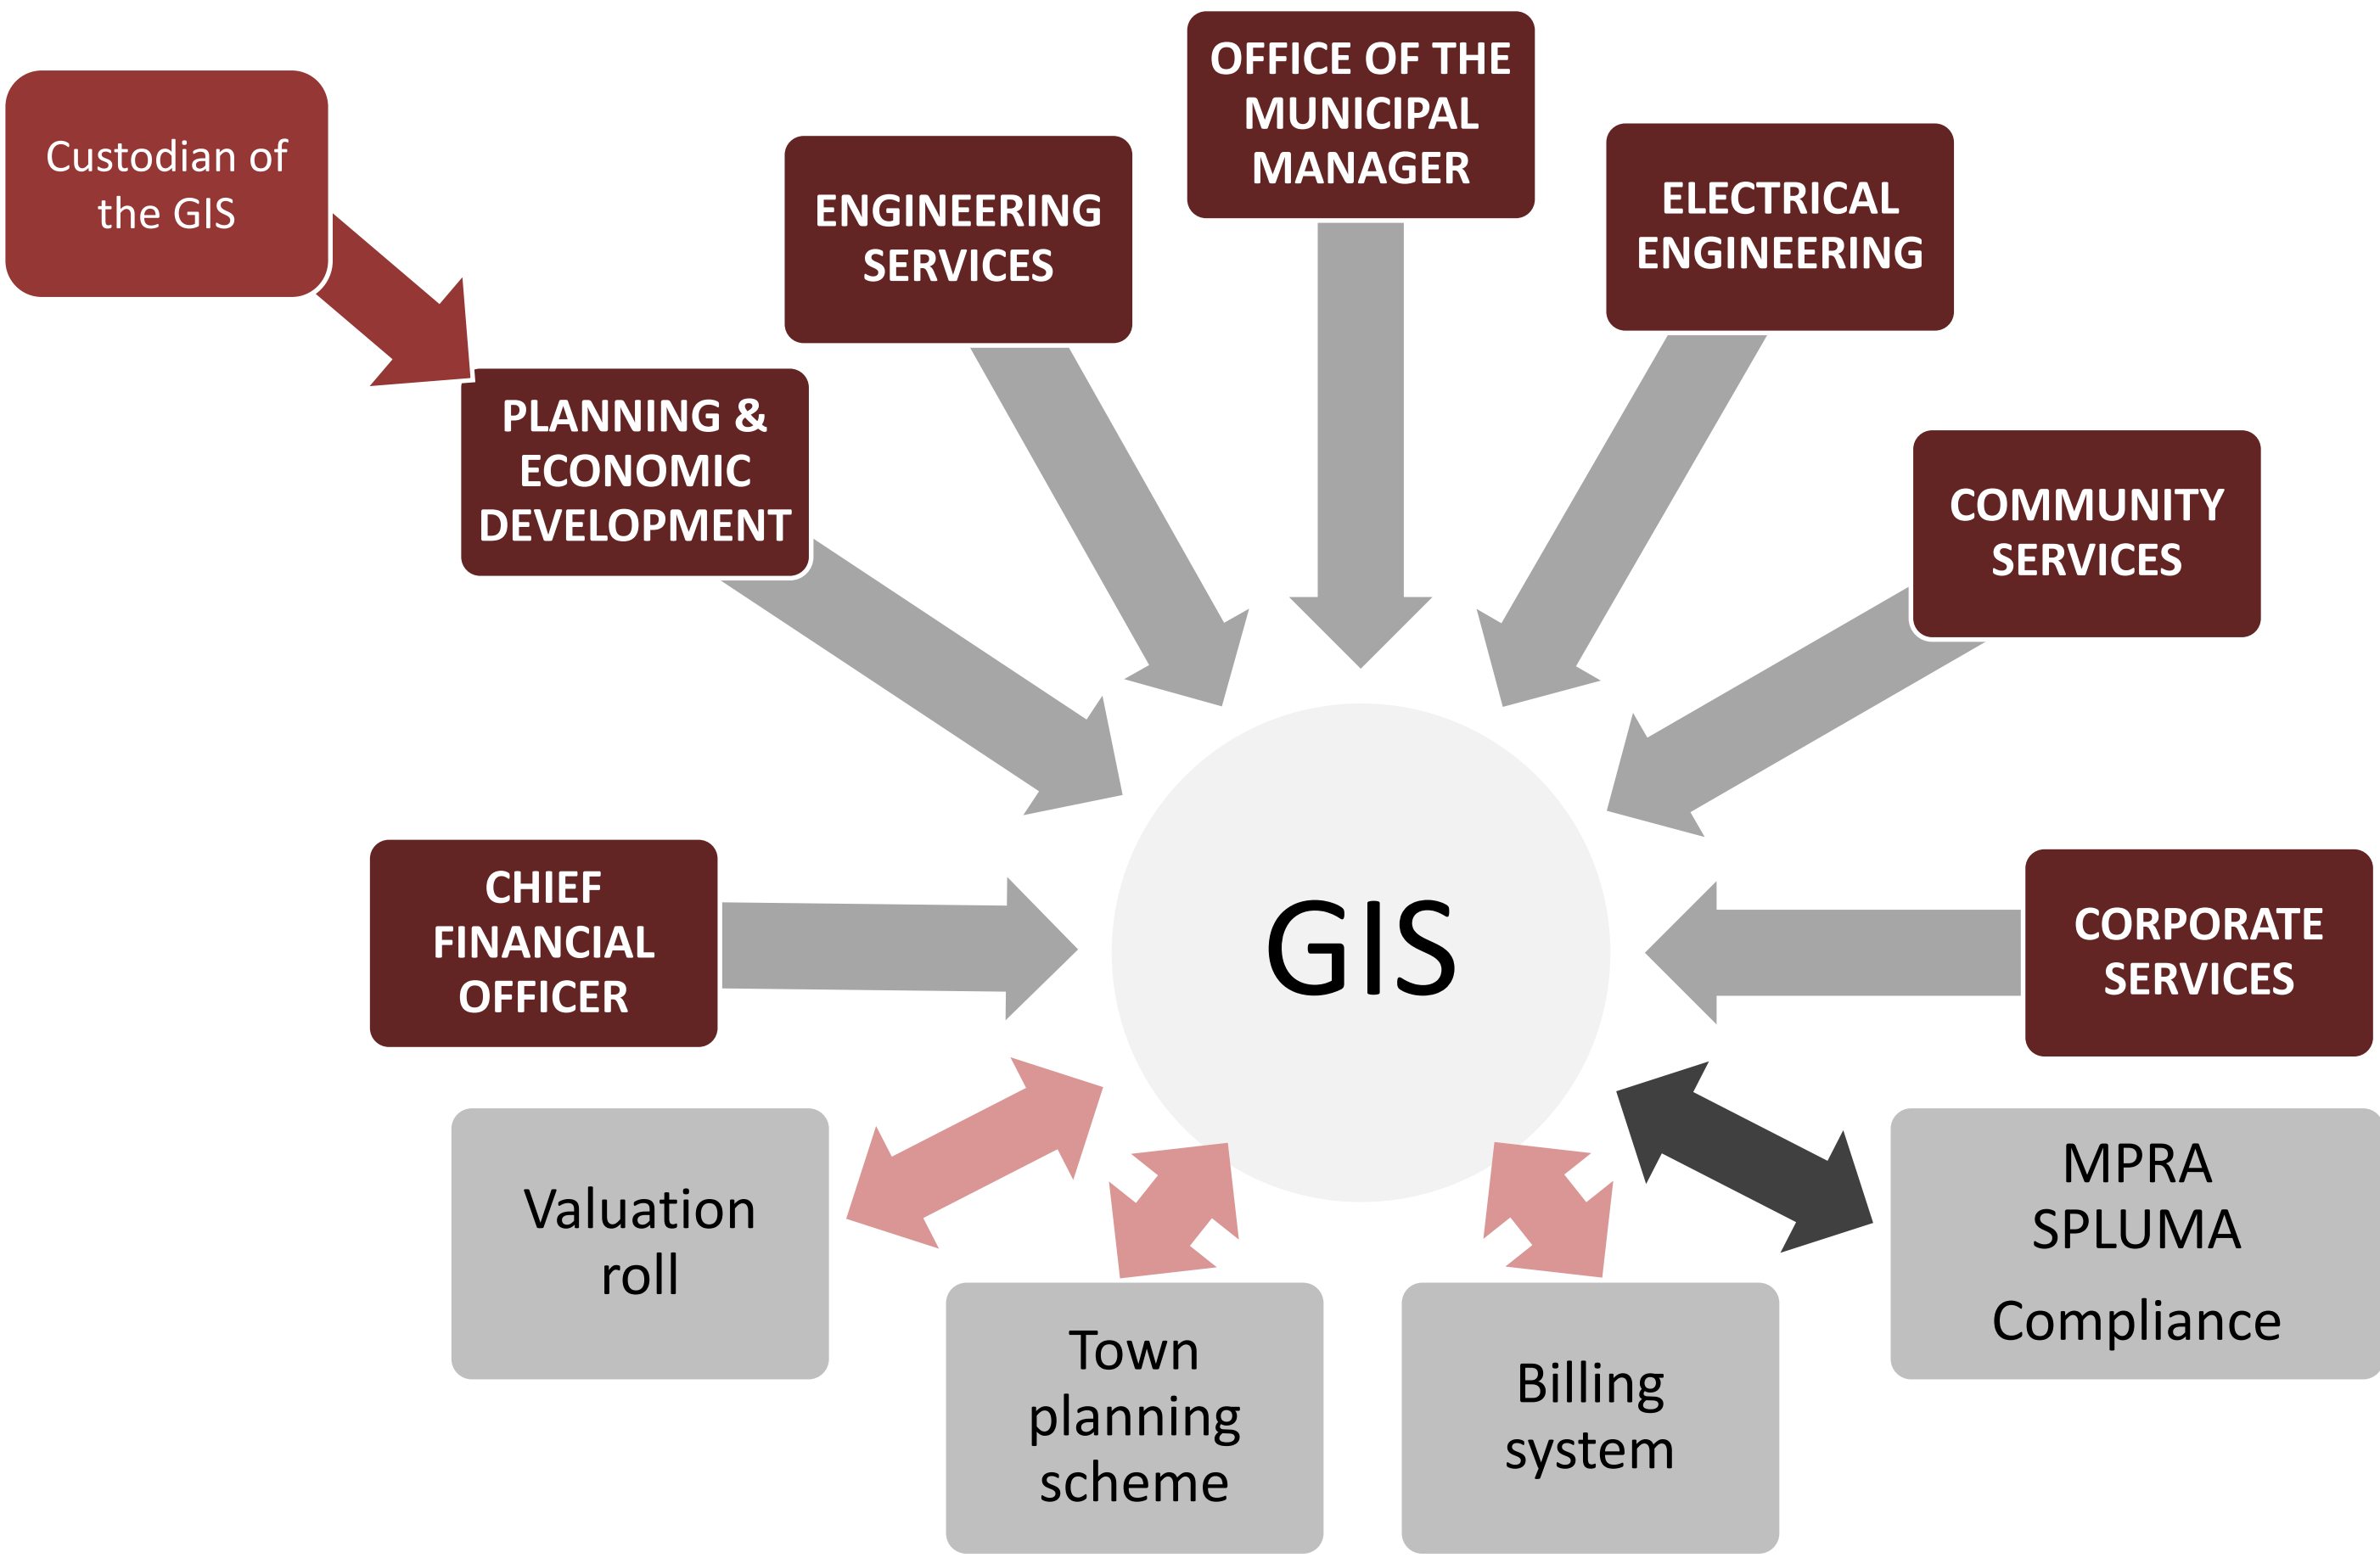 Custodian of
the GIS
OFFICE OF THE
MUNICIPAL
MANAGER
ENGINEERING
SERVICES
ELECTRICAL
ENGINEERING
PLANNING &
ECONOMIC
DEVELOPMENT
COMMUNITY
SERVICES
CHIEF
FINANCIAL
OFFICER
GIS
CORPORATE
SERVICES
Valuation
roll
Town
planning
scheme
Billing
system
MPRA
SPLUMA
Compliance